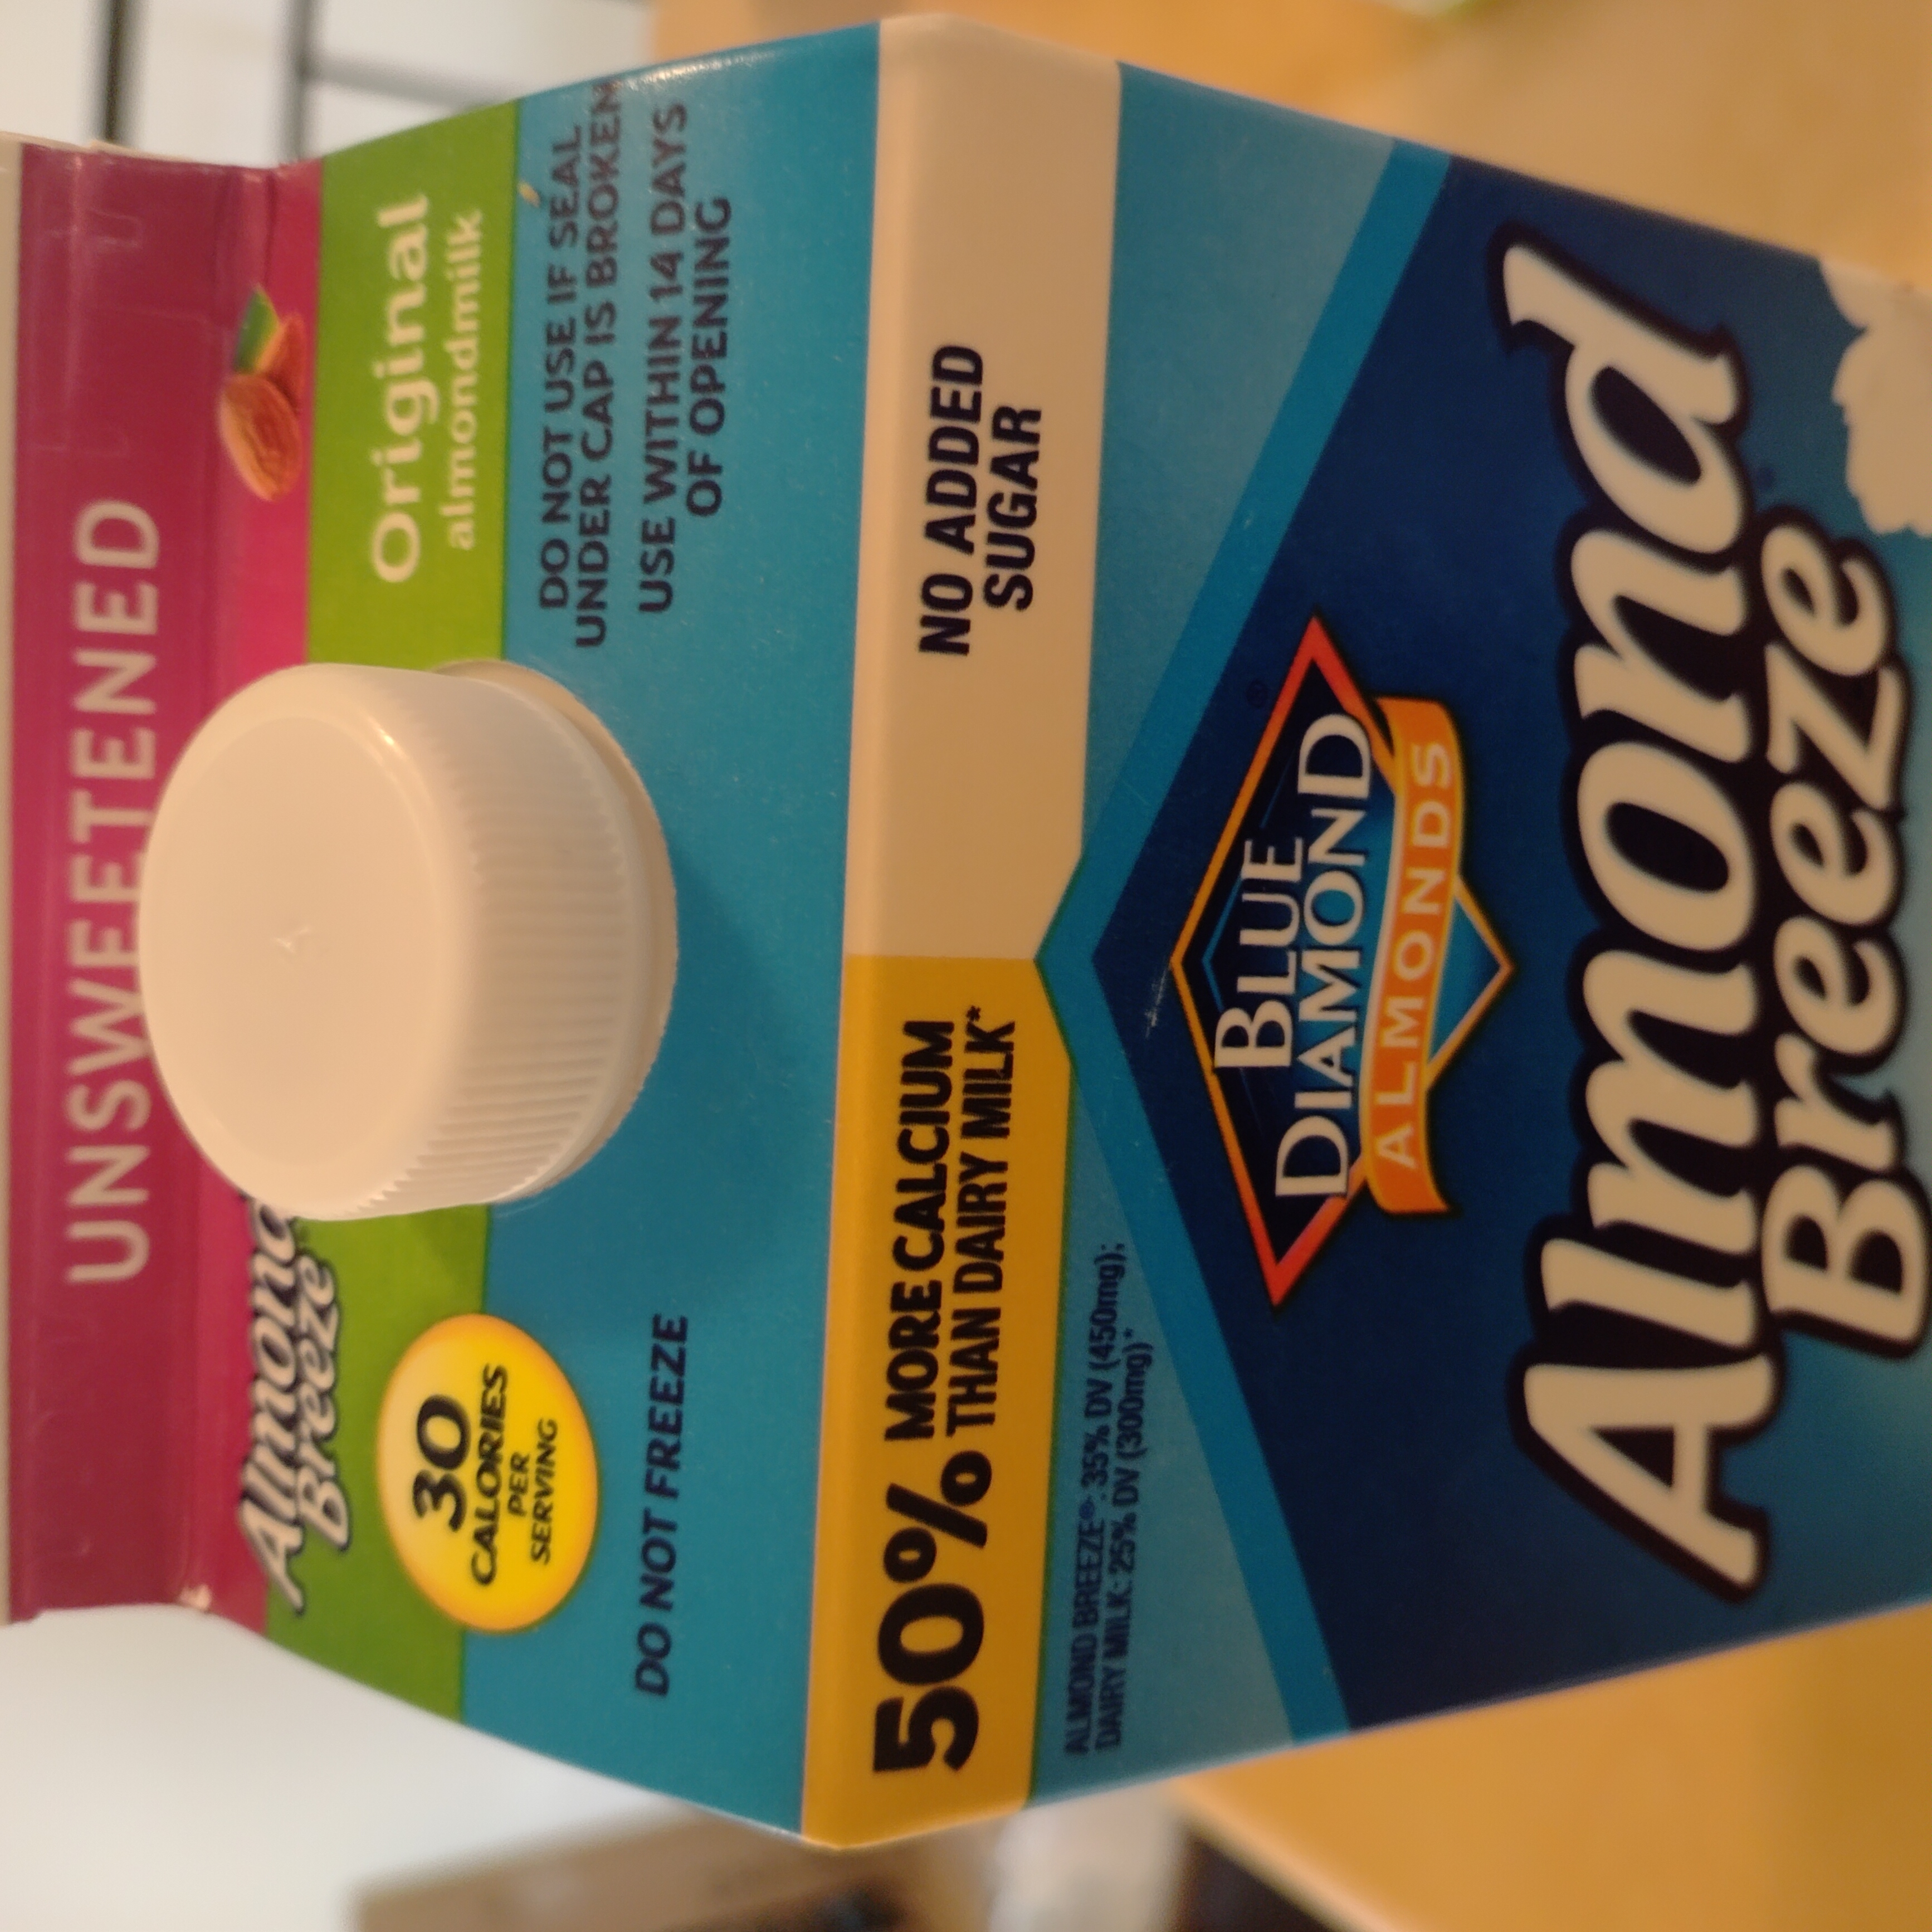 UNSWEETENED
Almond
Breeze
30
CALORIES
PER
SERVING
DO NOT FREEZE
Original
almondmilk
DO NOT USE IF SEAL
UNDER CAP IS BROKEN
USE WITHIN 14 DAYS
OF OPENING
50% MORE CALCIUM
THAN DAIRY MILK*
NO ADDED
SUGAR
ALMOND BREEZE®: 35% DV (450mg);
DAIRY MILK: 25% DV (300mg)*
BLUE
DIAMOND®
ALMONDS
Almond
Breeze